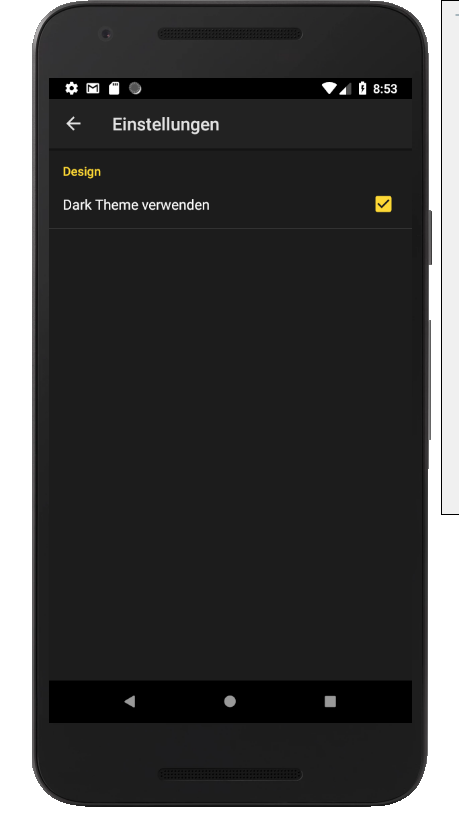 8:53
Einstellungen
Design
Dark Theme verwenden